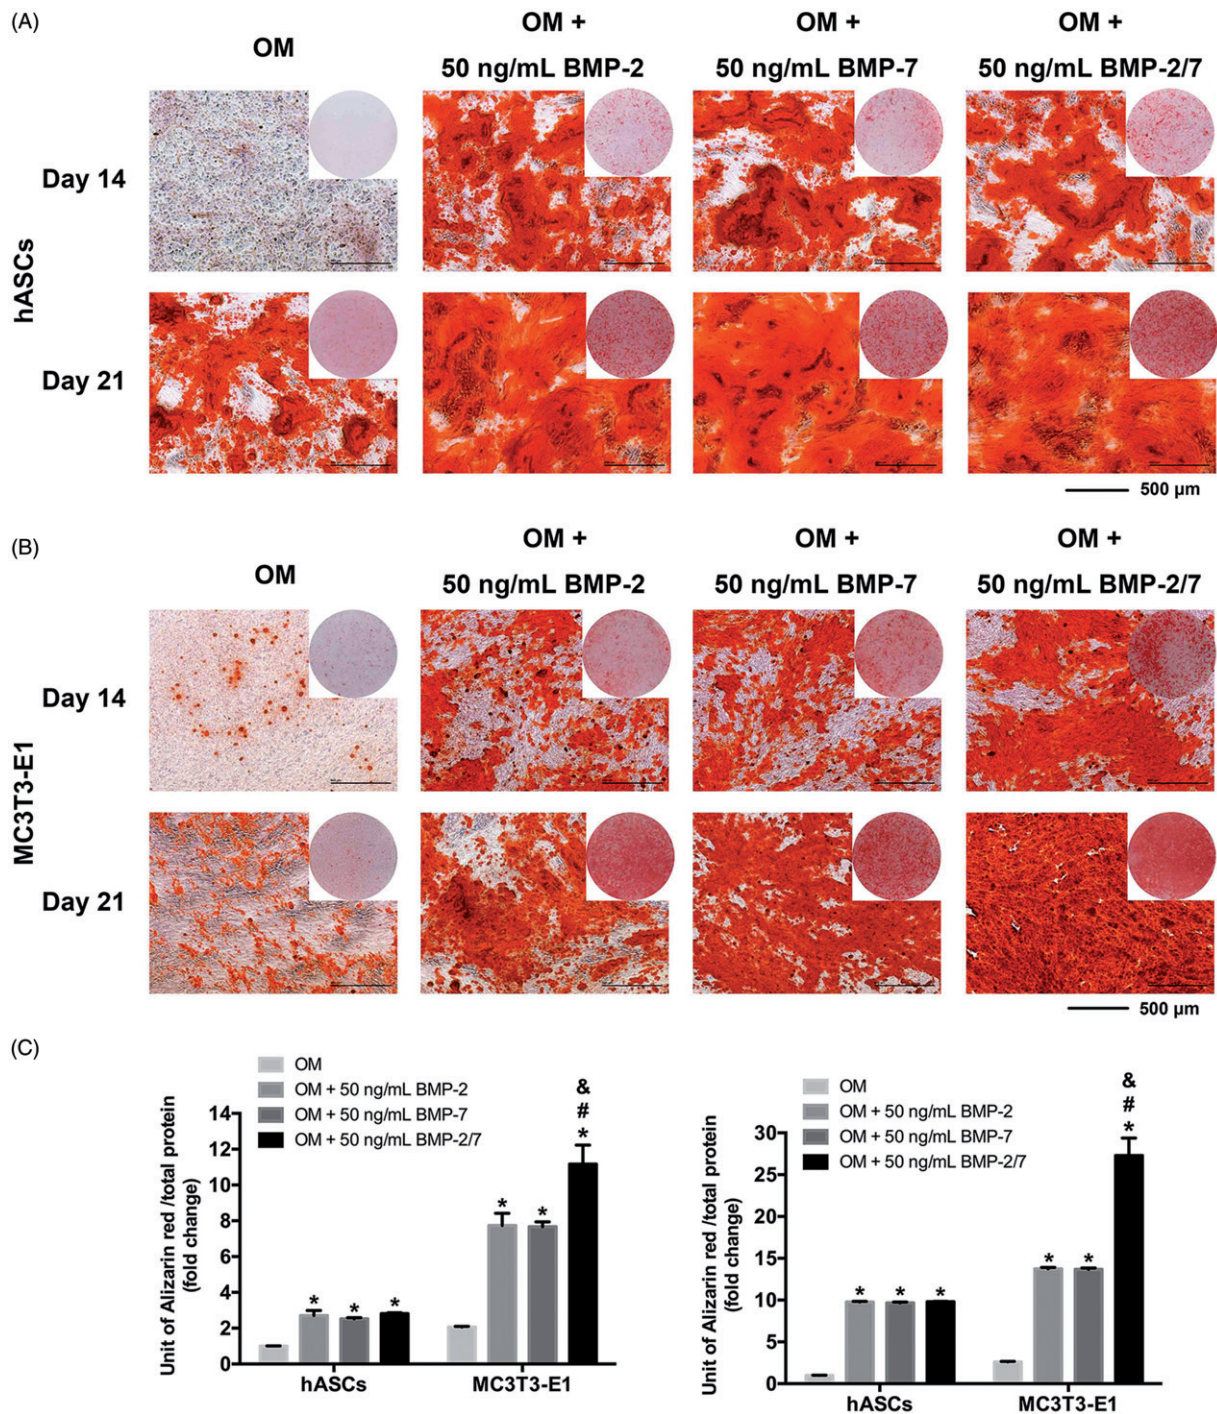 (A)
OM
OM +
50 ng/mL BMP-2
OM +
50 ng/mL BMP-7
OM +
50 ng/mL BMP-2/7
hASCs
Day 14
Day 21
500 µm
(B)
OM
OM +
50 ng/mL BMP-2
OM +
50 ng/mL BMP-7
OM +
50 ng/mL BMP-2/7
MC3T3-E1
Day 14
Day 21
500 µm
(C)
Unit of Alizarin red /total protein
(fold change)
14
12
10
8
6
4
2
0
OM
OM + 50 ng/mL BMP-2
OM + 50 ng/mL BMP-7
OM + 50 ng/mL BMP-2/7
* * *
* *
&
#
*
hASCs
MC3T3-E1
Unit of Alizarin red /total protein
(fold change)
30
25
20
15
10
5
0
OM
OM + 50 ng/mL BMP-2
OM + 50 ng/mL BMP-7
OM + 50 ng/mL BMP-2/7
* * *
* *
&
#
*
hASCs
MC3T3-E1